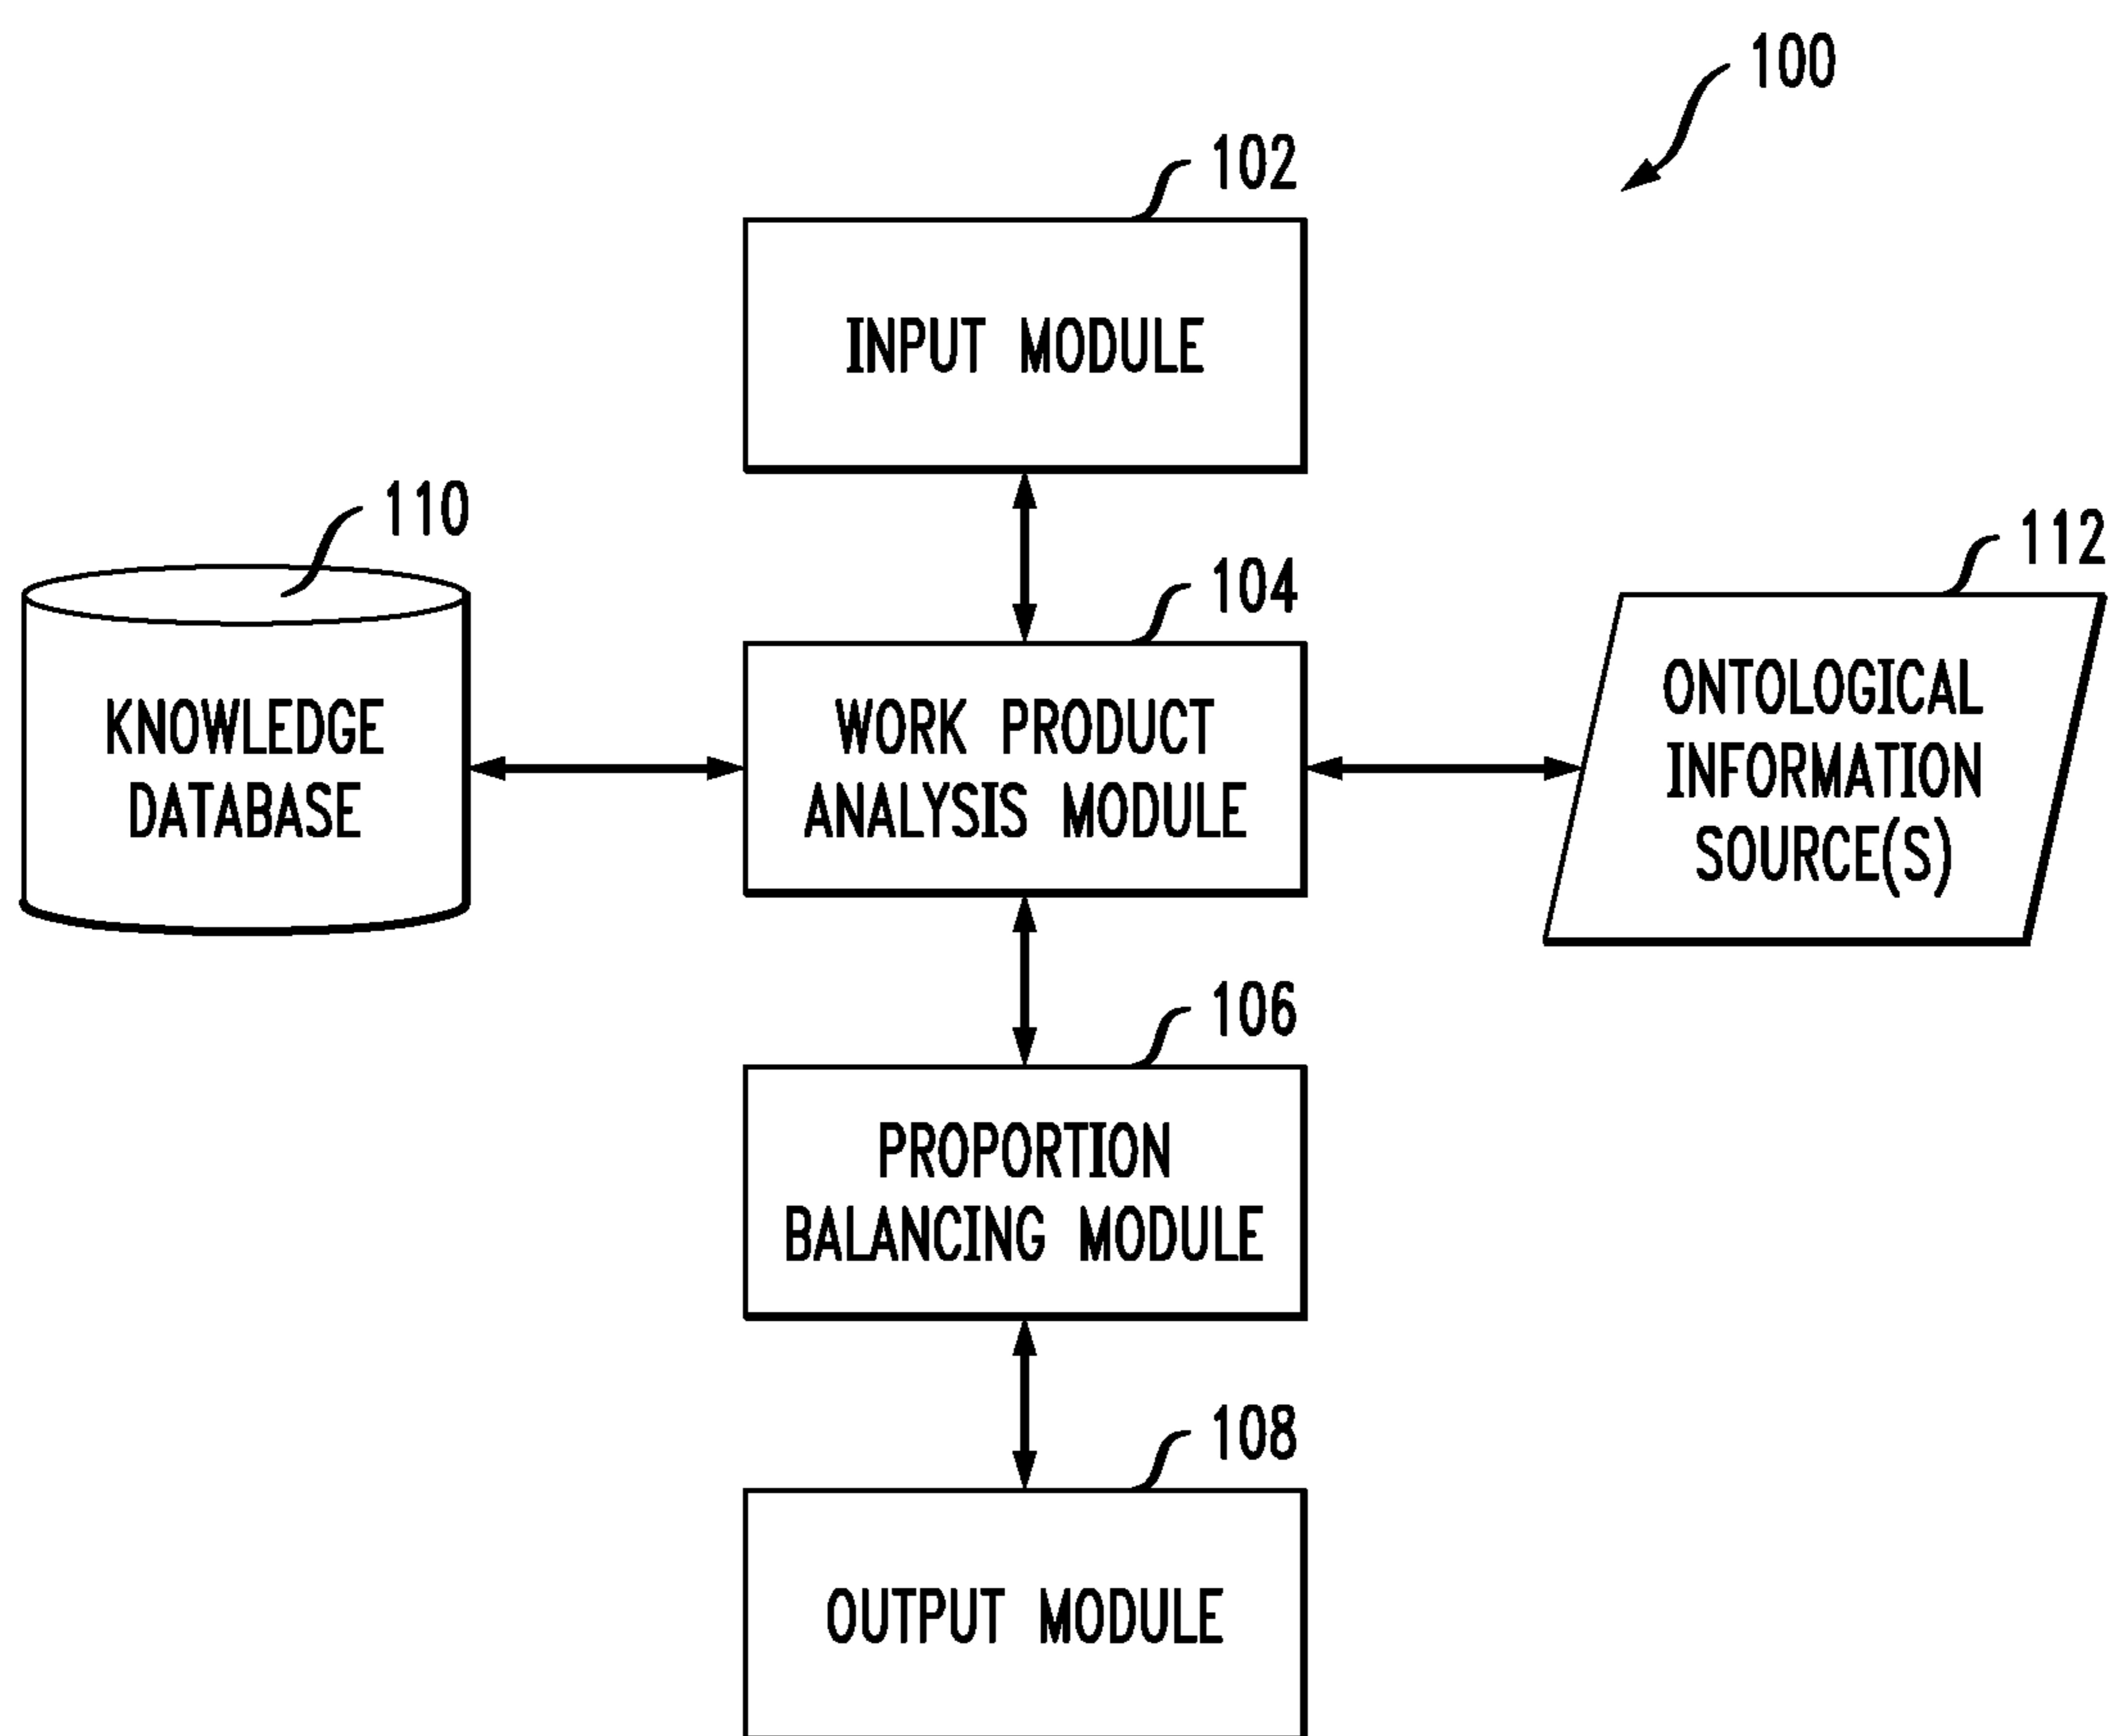 100
102
INPUT MODULE
110
104
112
KNOWLEDGE
DATABASE
WORK PRODUCT
ANALYSIS MODULE
ONTOLOGICAL
INFORMATION
SOURCE(S)
106
PROPORTION
BALANCING MODULE
108
OUTPUT MODULE